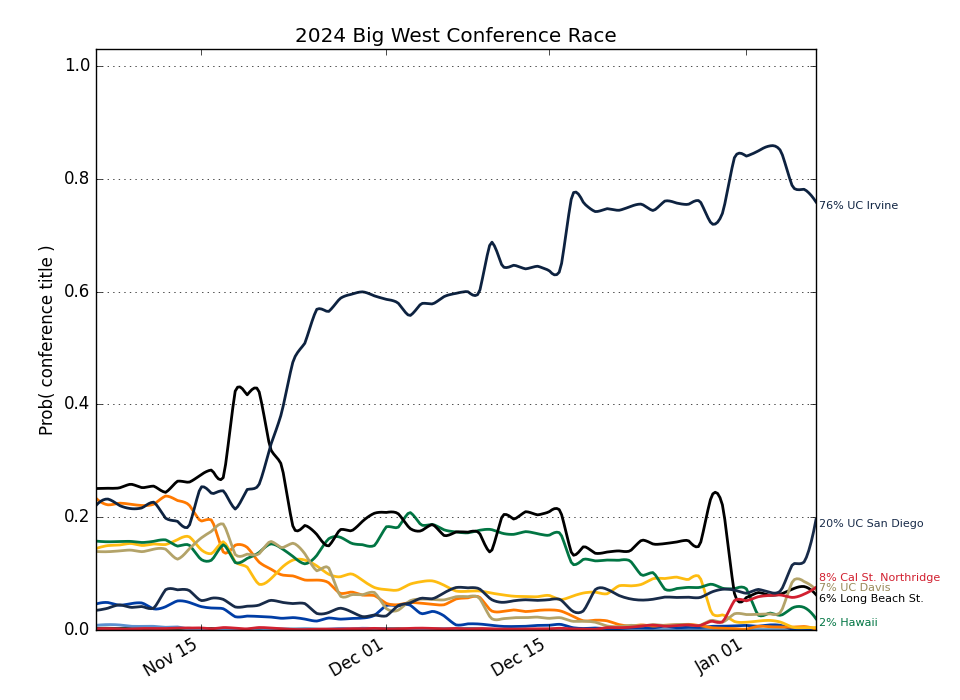 2024 Big West Conference Race
1.0
0.8
0.6
0.4
0.2
0.0
Prob( conference title )
76% UC Irvine
20% UC San Diego
8% Cal St. Northridge
7% UC Davis
6% Long Beach St.
2% Hawaii
Nov 15
Dec 01
Dec 15
Jan 01